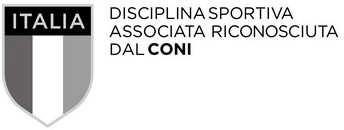 ITALIA
DISCIPLINA SPORTIVA
ASSOCIATA RICONOSCIUTA
DAL CONI